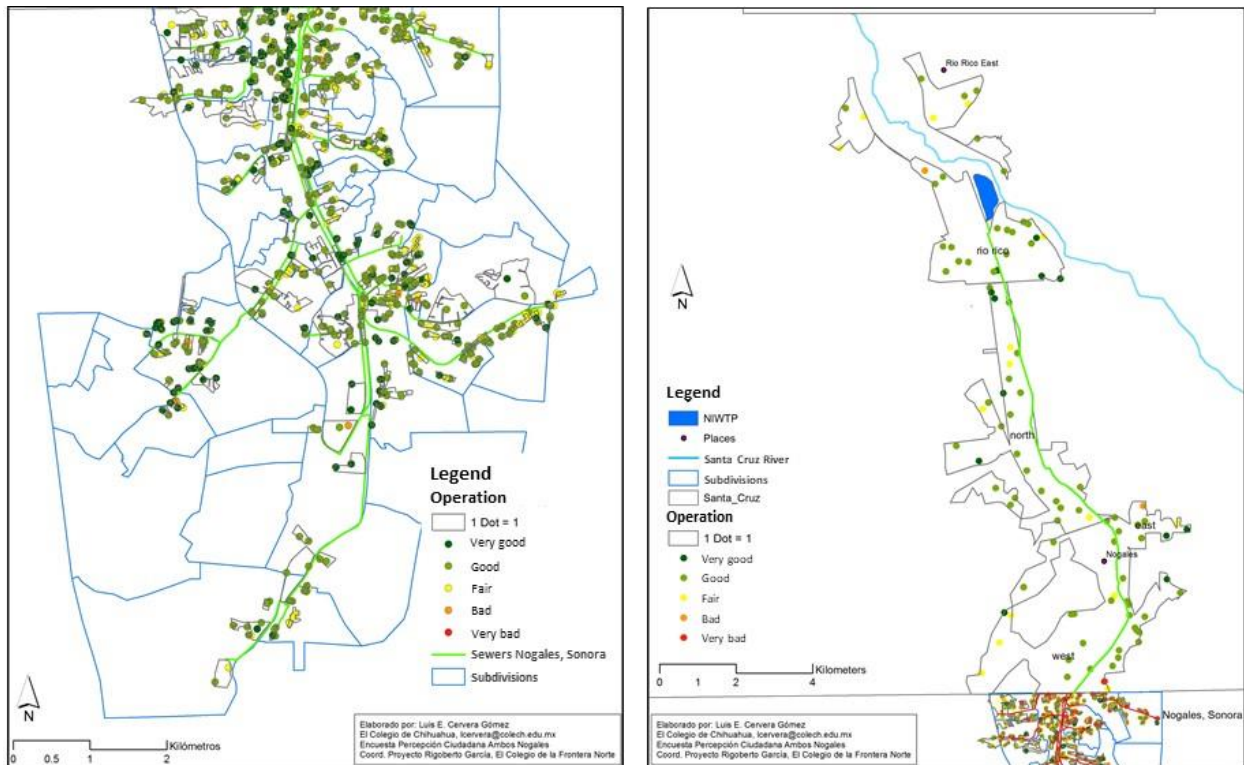 Legend
Operation
1 Dot = 1
Very good
Good
Fair
Bad
Very bad
Sewers Nogales, Sonora
Subdivisions
N
0 0.5 1 2
Kilómetros
Elaborado por: Luis E. Cervera Gómez
El Colegio de Chihuahua, lcervera@colech.edu.mx
Encuesta Percepción Ciudadana Ambos Nogales
Coord. Proyecto Rigoberto García, El Colegio de la Frontera Norte
Rio Rico East
rio rico
N
Legend
NIWTP
Places
Santa Cruz River
Subdivisions
Santa_Cruz
Operation
1 Dot = 1
Very good
Good
Fair
Bad
Very bad
north
east
Nogales
west
Kilometers
0 1 2 4
Nogales, Sonora
Elaborado por: Luis E. Cervera Gómez
El Colegio de Chihuahua, lcervera@colech.edu.mx
Encuesta Percepción Ciudadana Ambos Nogales
Coord. Proyecto Rigoberto García, El Colegio de la Frontera Norte